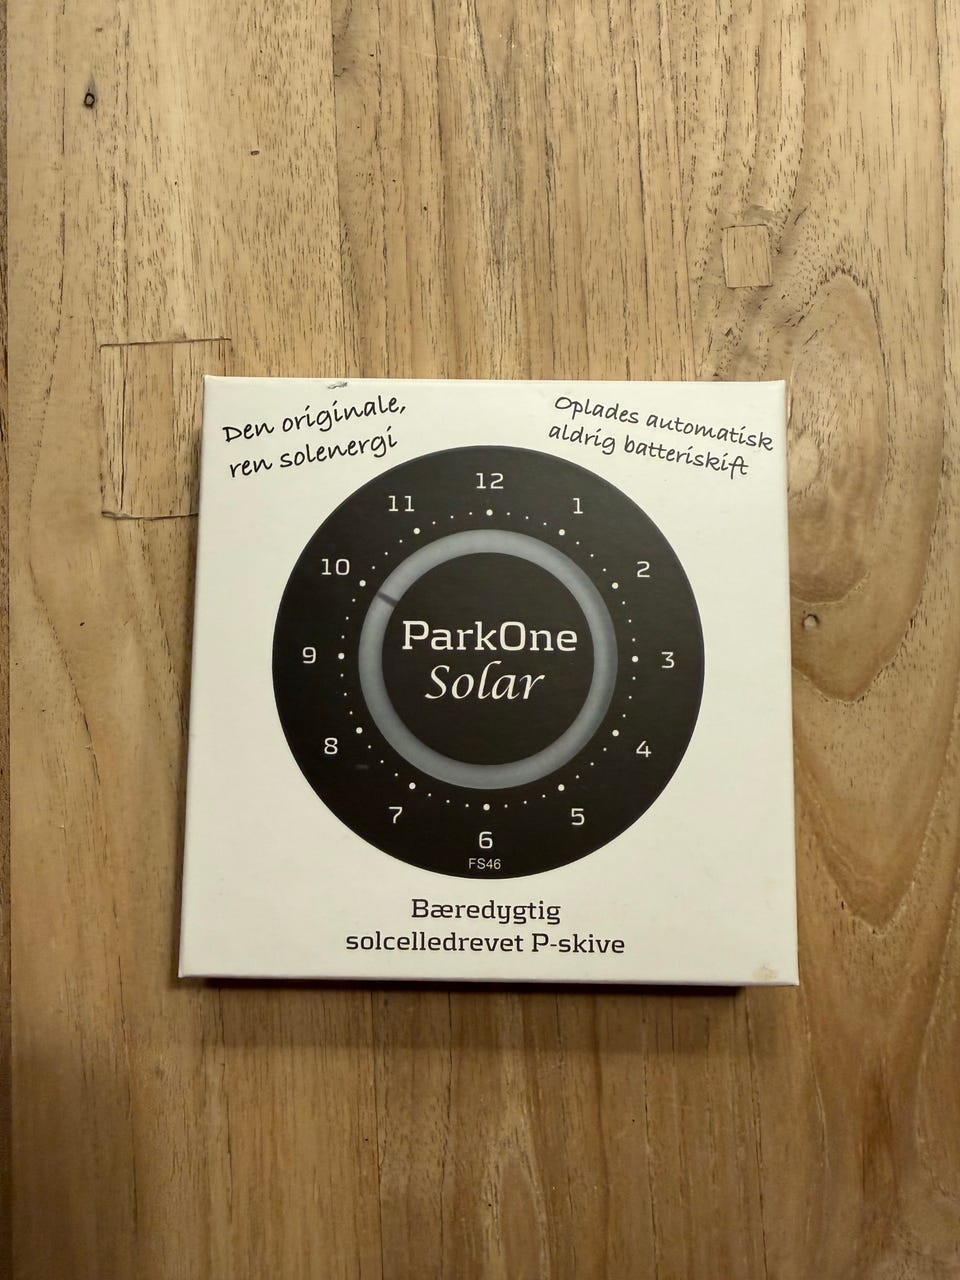 Den originale,
ren solenergi
Oplades automatisk
aldrig batteriskift
12
1
2
3
4
5
6
7
8
9
10
11
ParkOne
Solar
FS46
Bæredygtig
solcelledrevet P-skive